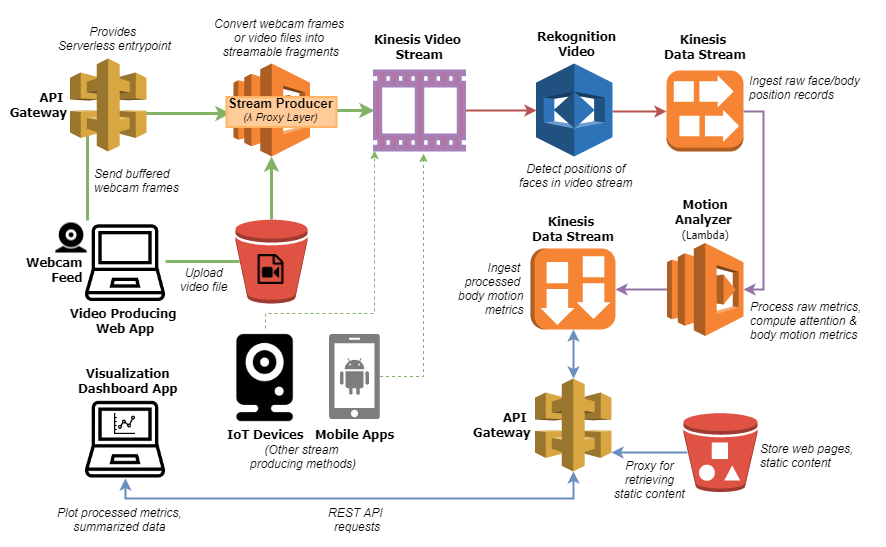 Provides
Serverless entrypoint
API
Gateway
Convert webcam frames
or video files into
streamable fragments
Stream Producer
(λ Proxy Layer)
Kinesis Video
Stream
Rekognition
Video
Detect positions of
faces in video stream
Kinesis
Data Stream
Ingest raw face/body
position records
Send buffered
webcam frames
Webcam
Feed
Upload
video file
Video Producing
Web App
Motion
Analyzer
(Lambda)
Process raw metrics,
compute attention &
body motion metrics
Kinesis
Data Stream
Ingest
processed
body motion
metrics
IoT Devices
(Other stream
producing methods)
Mobile Apps
Visualization
Dashboard App
Plot processed metrics,
summarized data
REST API
requests
API
Gateway
Proxy for
retrieving
static content
Store web pages,
static content